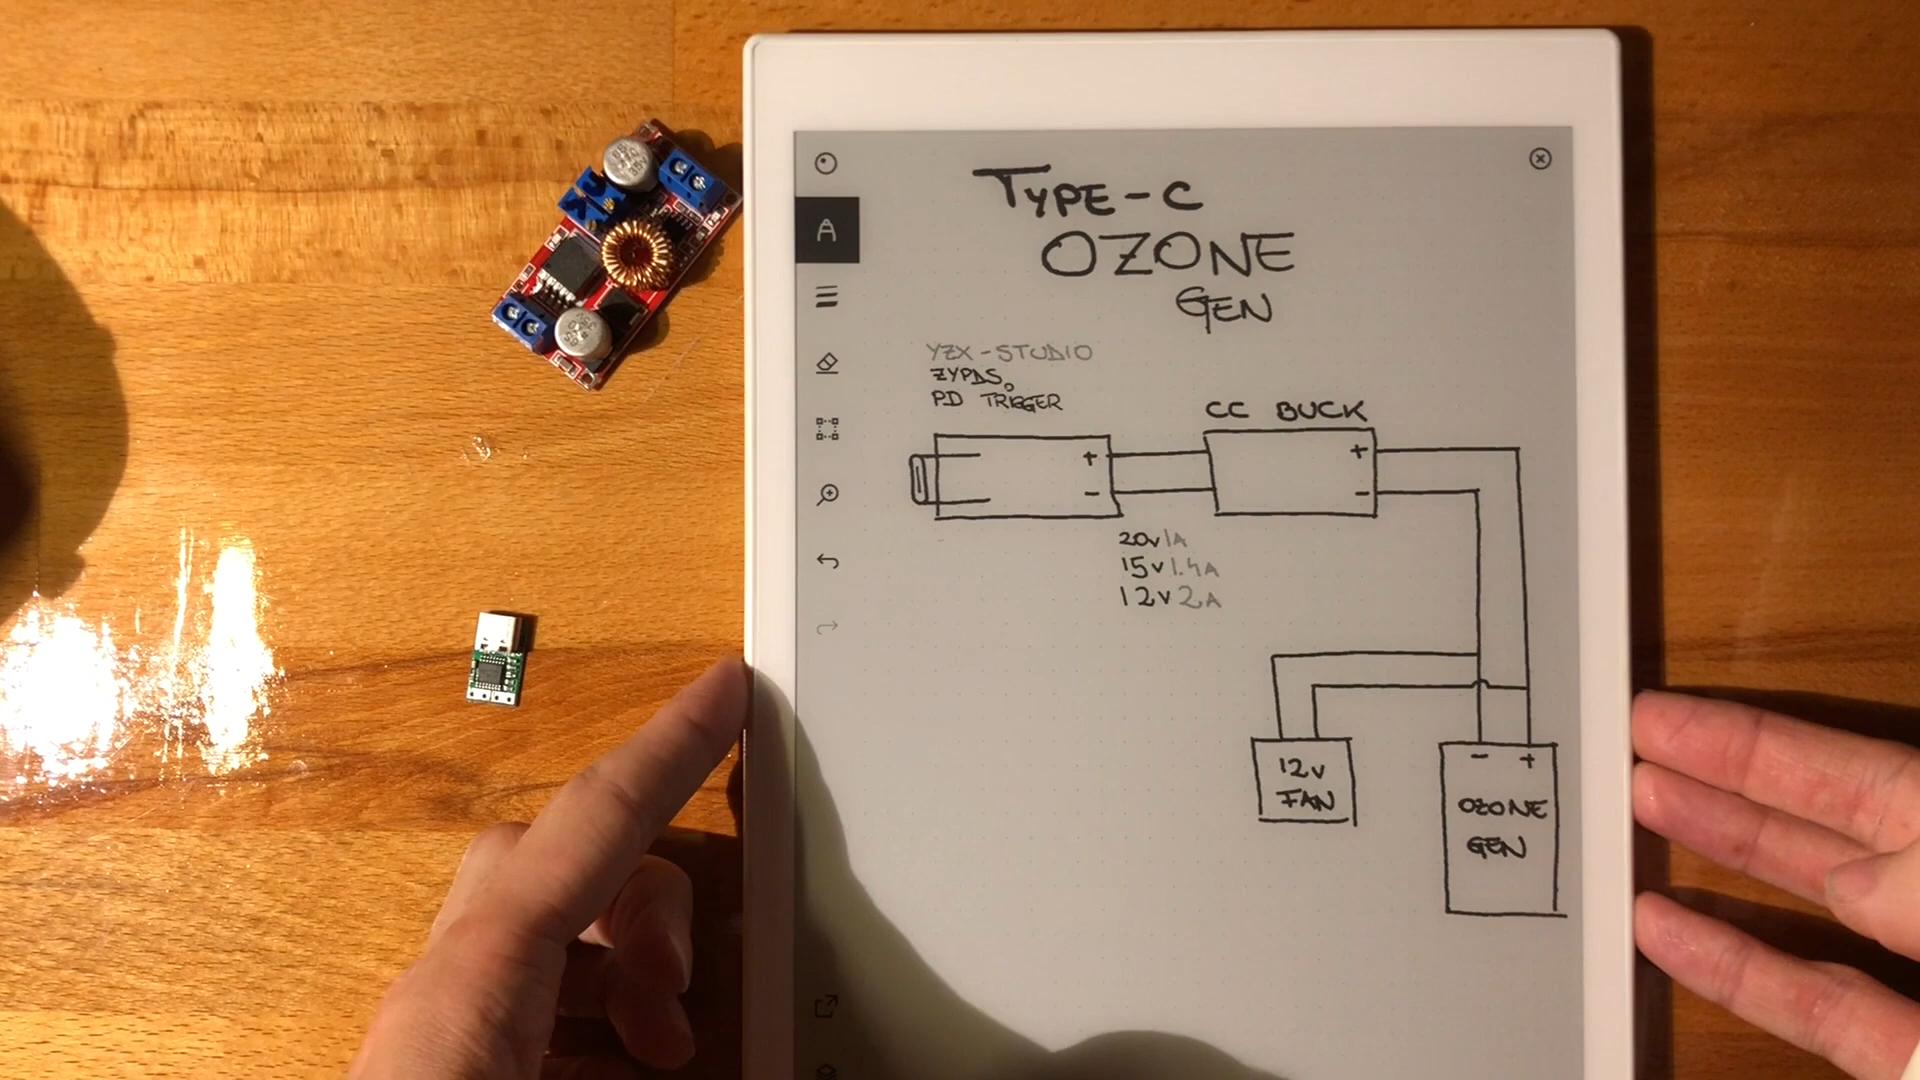 TYPE-C
OZONE
GEN
YZX-STUDIO
ZYPDS
PD TRIGGER
CC BUCK
+
+
-
-
20V 1A
15V 1.4A
12V 2A
12V
FAN
- +
OZONE
GEN